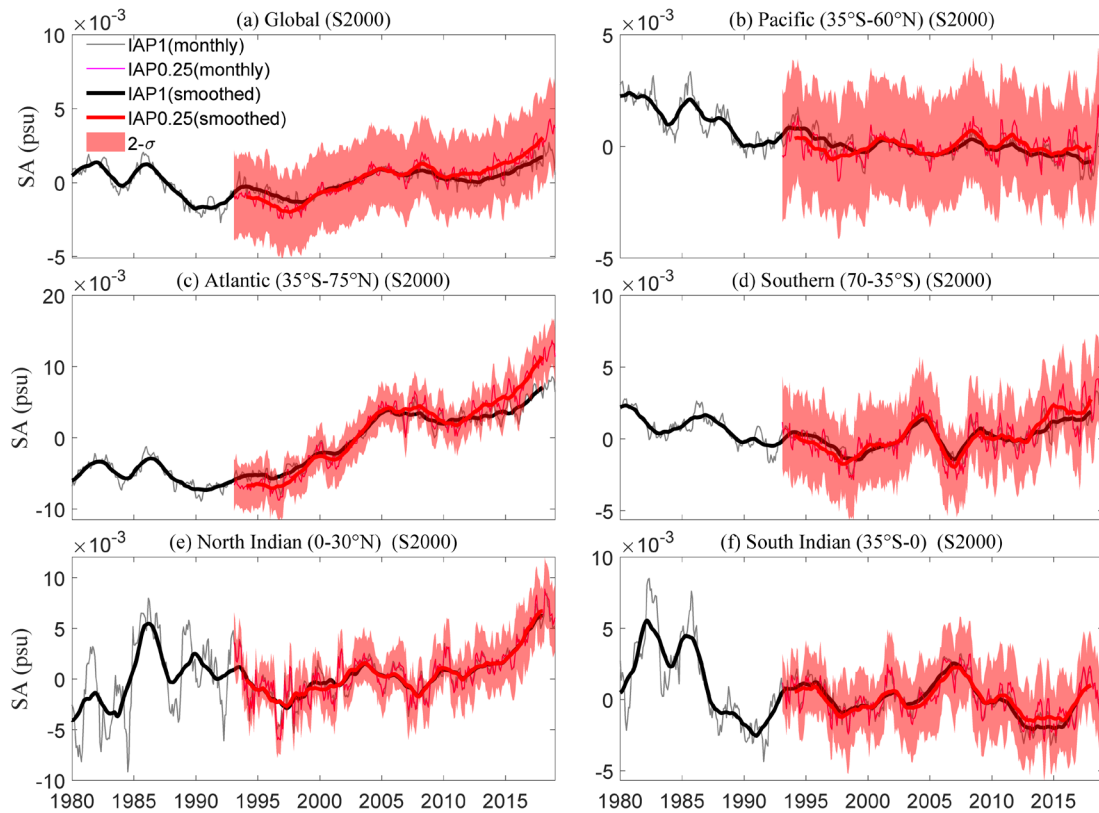 ×10⁻³
(a) Global (S2000)
10
5
0
-5
SA (psu)
IAP1(monthly)
IAP0.25(monthly)
IAP1(smoothed)
IAP0.25(smoothed)
2-σ
×10⁻³
(b) Pacific (35°S-60°N) (S2000)
5
0
-5
×10⁻³
(c) Atlantic (35°S-75°N) (S2000)
20
10
0
-10
SA (psu)
×10⁻³
(d) Southern (70-35°S) (S2000)
10
5
0
-5
×10⁻³
(e) North Indian (0-30°N) (S2000)
10
5
0
-5
-10
SA (psu)
1980 1985 1990 1995 2000 2005 2010 2015
×10⁻³
(f) South Indian (35°S-0) (S2000)
10
5
0
-5
1980 1985 1990 1995 2000 2005 2010 2015